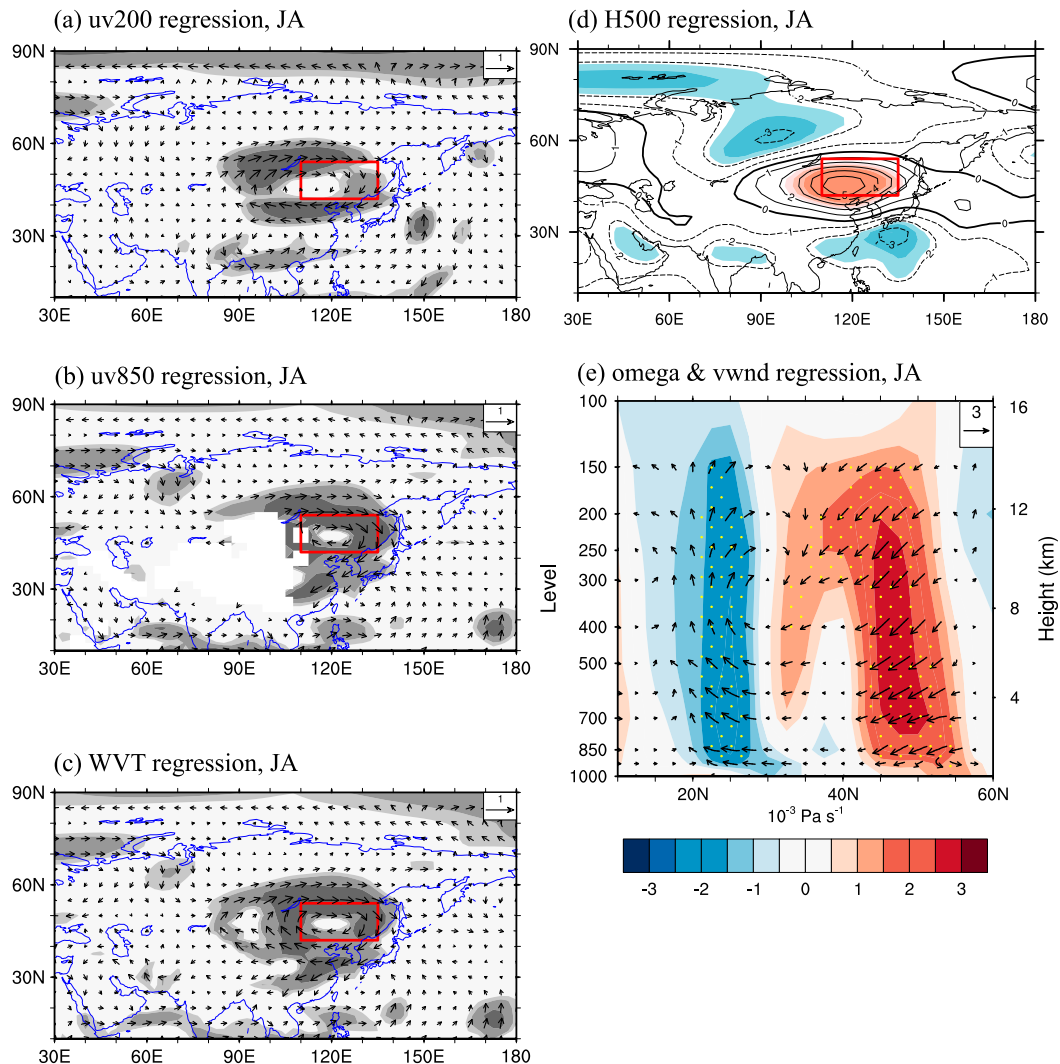 (a) uv200 regression, JA
90N
60N
30N
1
30E 60E 90E 120E 150E 180
(b) uv850 regression, JA
90N
60N
30N
1
30E 60E 90E 120E 150E 180
(c) WVT regression, JA
90N
60N
30N
1
30E 60E 90E 120E 150E 180
(d) H500 regression, JA
90N
60N
30N
30E 60E 90E 120E 150E 180
(e) omega & vwnd regression, JA
3
Level
100
150
200
250
300
400
500
700
850
1000
Height (km)
16
12
8
4
20N 40N 60N
10⁻³ Pa s⁻¹
-3 -2 -1 0 1 2 3